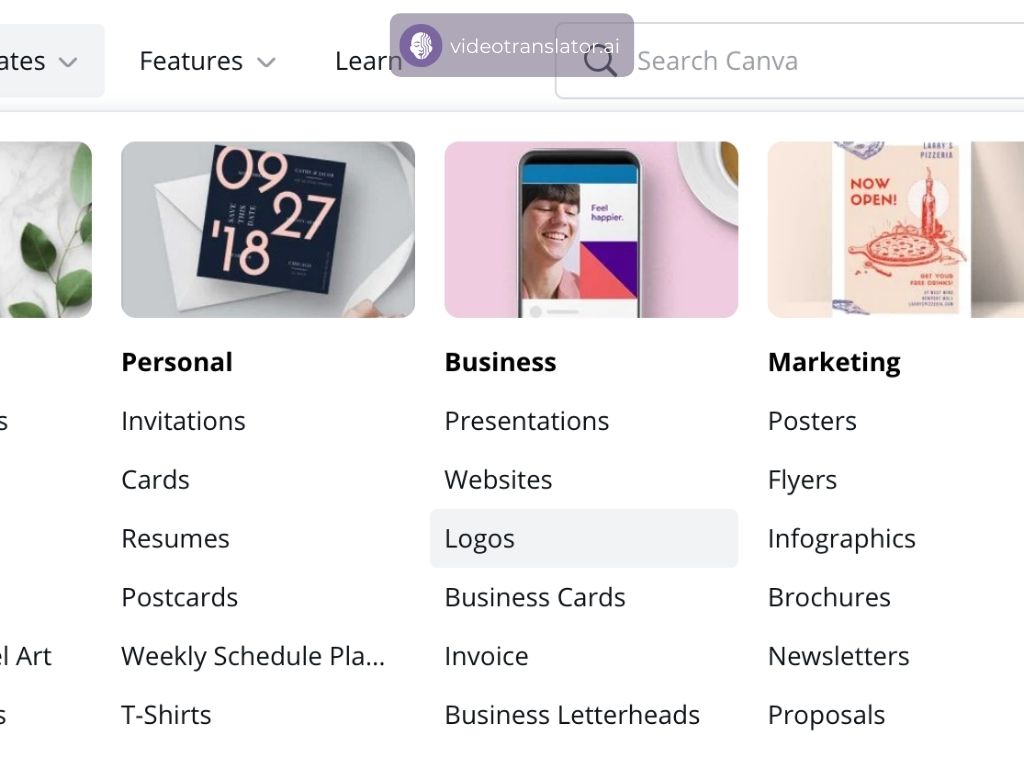 ates
Features
Learn
videotranslator.ai
Search Canva
09
27
'18
SAVE
THIS
DATE
Feel
happier.
LARRY'S
PIZZERIA
NOW
OPEN!
GET YOUR
FREE DRINKS!
Personal
Invitations
Cards
Resumes
Postcards
Weekly Schedule Pla...
T-Shirts
Business
Presentations
Websites
Logos
Business Cards
Invoice
Business Letterheads
Marketing
Posters
Flyers
Infographics
Brochures
Newsletters
Proposals
s
el Art
s